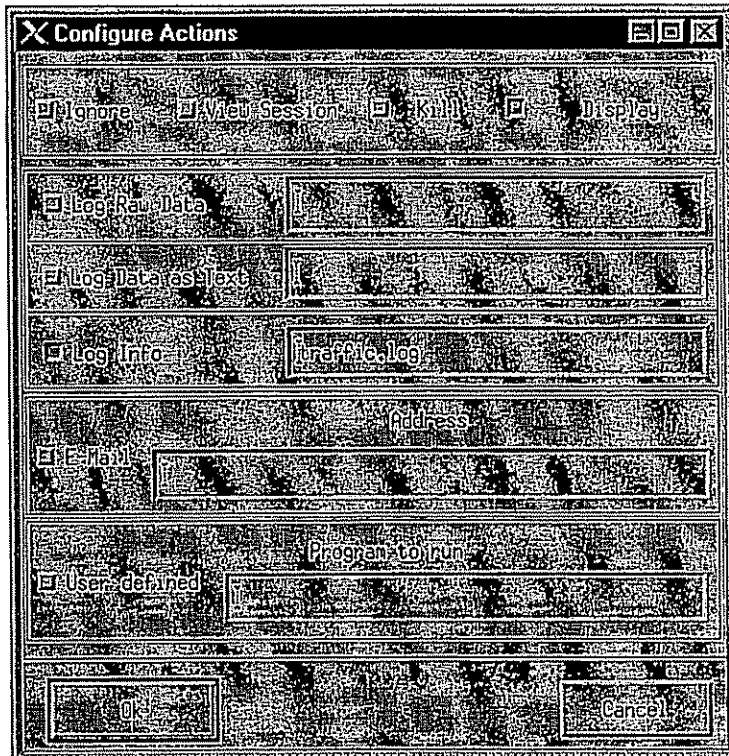 Configure Actions
Ignore View Session Kill Display
Log Raw Data
Log Data as Text
Log Info traffic.log
Address
E-Mail
Program to run
User defined
Cancel